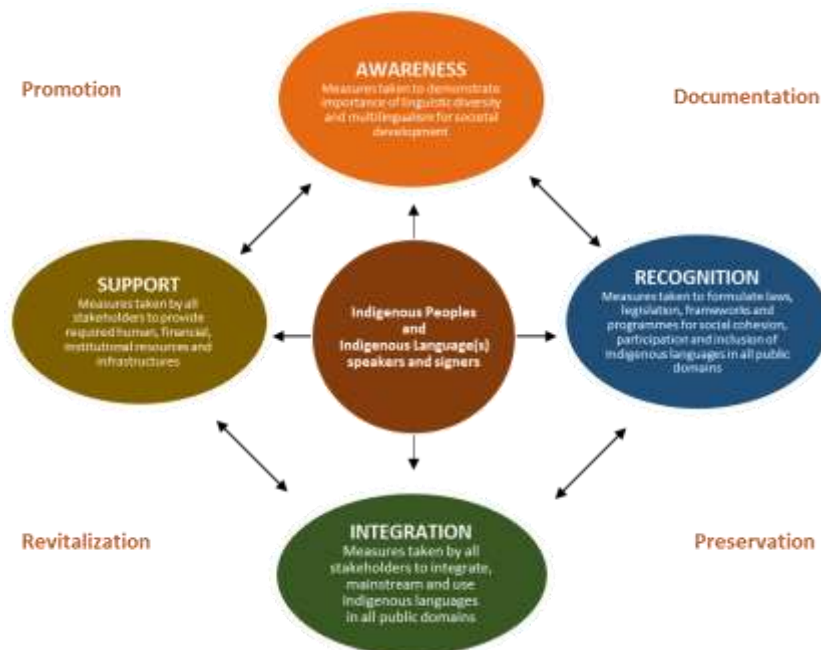 AWARENESS
Measures taken to demonstrate
importance of linguistic diversity
and multilingualism for societal
development
Promotion
Documentation
SUPPORT
Measures taken by all
stakeholders to provide
required human, financial,
institutional resources and
infrastructures
Indigenous Peoples
and
Indigenous Language(s)
speakers and signers
RECOGNITION
Measures taken to formulate laws,
legislation, frameworks and
programmes for social cohesion,
participation and inclusion of
Indigenous languages in all public
domains
Revitalization
INTEGRATION
Measures taken by all
stakeholders to integrate,
mainstream and use
Indigenous languages
in all public domains
Preservation